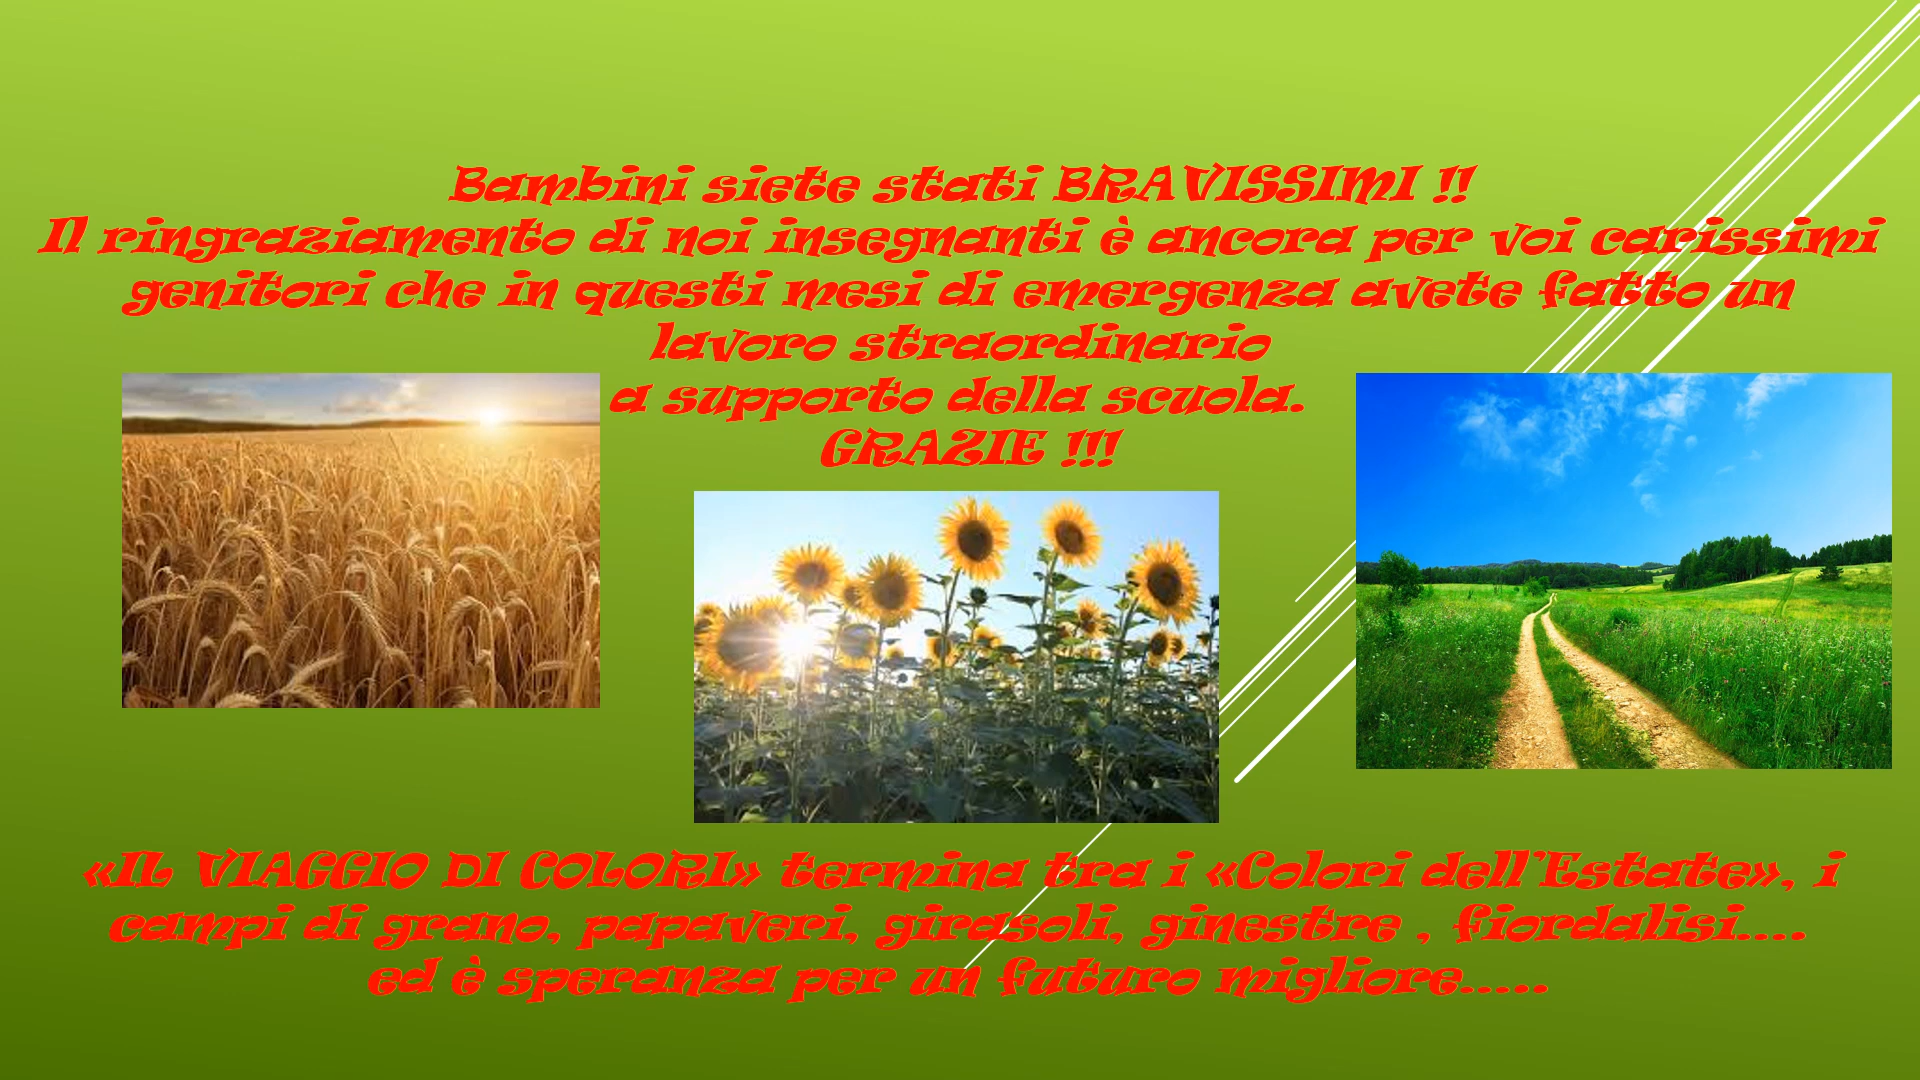 Bambini siete stati BRAVISSIMI !!
Il ringraziamento di noi insegnanti è ancora per voi carissimi
genitori che in questi mesi di emergenza avete fatto un
lavoro straordinario
a supporto della scuola.
GRAZIE !!!
«IL VIAGGIO DI COLORI» termina tra i «Colori dell'Estate», i
campi di grano, papaveri, girasoli, ginestre , fiordalisi....
ed è speranza per un futuro migliore.....